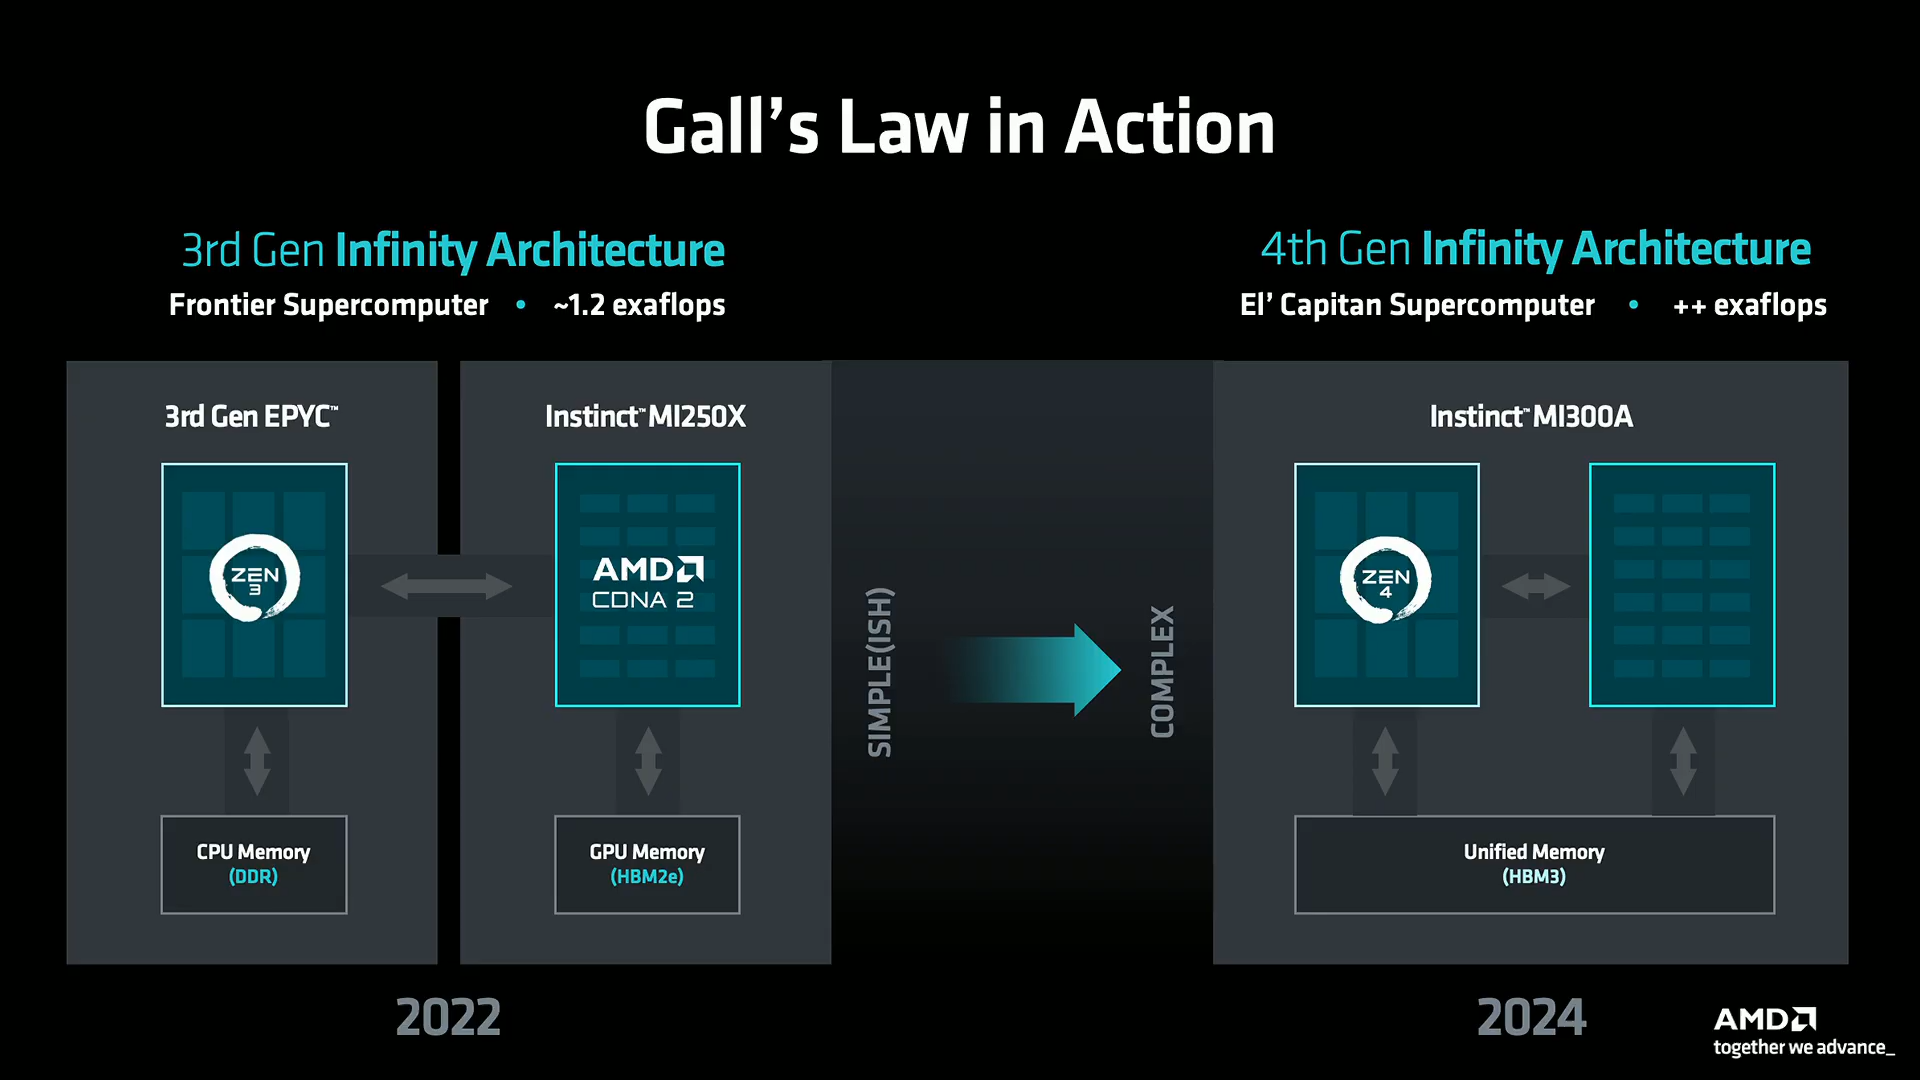 Gall's Law in Action
3rd Gen Infinity Architecture
Frontier Supercomputer • ~1.2 exaflops
4th Gen Infinity Architecture
El' Capitan Supercomputer • ++ exaflops
3rd Gen EPYC™
ZEN
3
CPU Memory
(DDR)
Instinct™ MI250X
AMD
CDNA 2
GPU Memory
(HBM2e)
SIMPLE(ISH)
COMPLEX
Instinct™ MI300A
ZEN
4
Unified Memory
(HBM3)
2022
2024
AMD
together we advance_